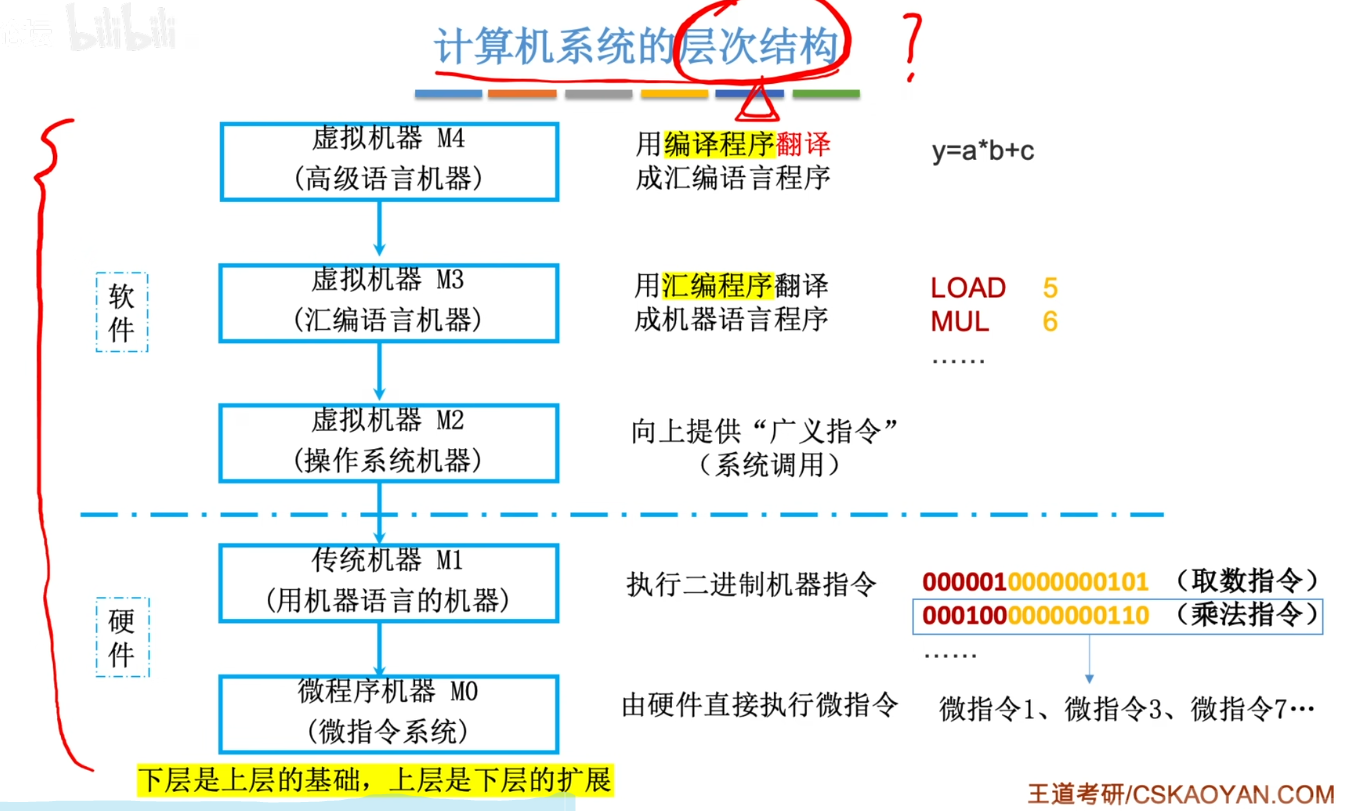 bilibili
计算机系统的层次结构
?
虚拟机器 M4
(高级语言机器)
用编译程序翻译
成汇编语言程序
y=a*b+c
软
件
虚拟机器 M3
(汇编语言机器)
用汇编程序翻译
成机器语言程序
LOAD 5
MUL 6
……
虚拟机器 M2
(操作系统机器)
向上提供“广义指令”
（系统调用）
硬
件
传统机器 M1
(用机器语言的机器)
执行二进制机器指令
0000010000000101 （取数指令）
0001000000000110 （乘法指令）
……
微程序机器 M0
(微指令系统)
由硬件直接执行微指令
微指令1、微指令3、微指令7…
下层是上层的基础，上层是下层的扩展
王道考研/CSKAOYAN.COM